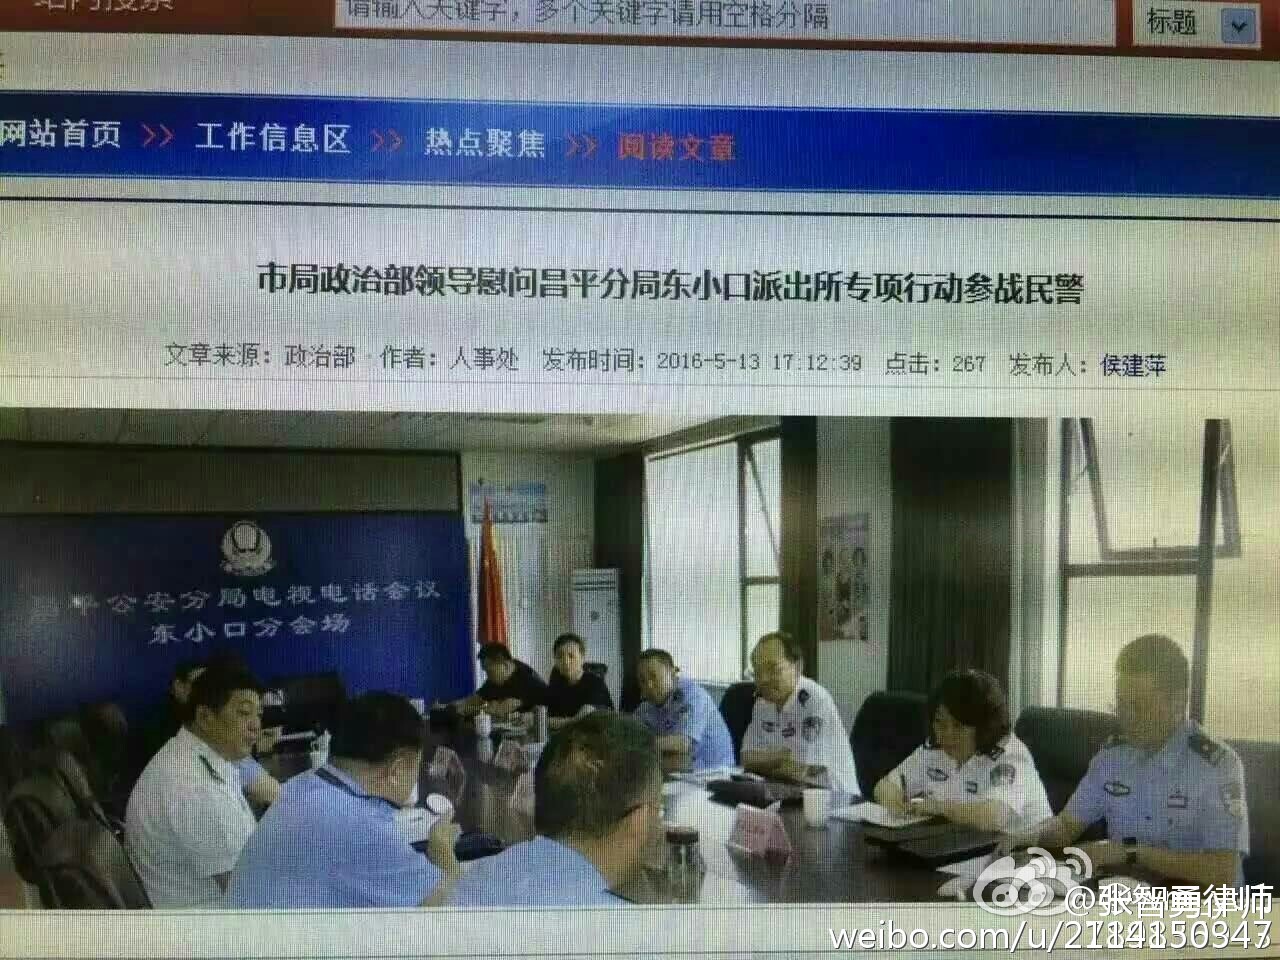 站内搜索
请输入关键字，多个关键字请用空格分隔
标题
网站首页 >> 工作信息区 >> 热点聚焦 >> 阅读文章
市局政治部领导慰问昌平分局东小口派出所专项行动参战民警
文章来源：政治部 作者：人事处 发布时间：2016-5-13 17:12:39 点击：267 发布人：侯建萍
昌平公安分局电视电话会议
东小口分会场
@张智勇律师
weibo.com/u/